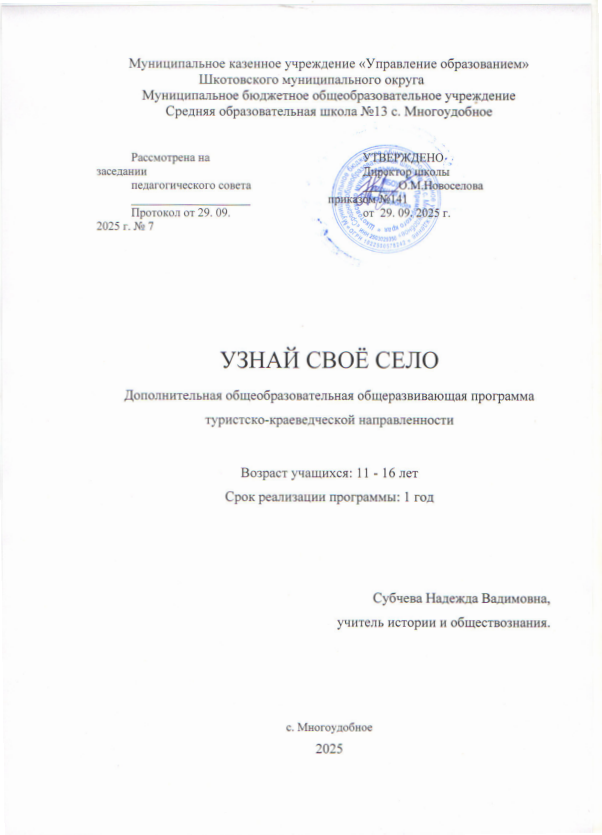 Муниципальное казенное учреждение «Управление образованием»
Шкотовского муниципального округа
Муниципальное бюджетное общеобразовательное учреждение
Средняя образовательная школа №13 с. Многоудобное
Рассмотрена на
заседании
педагогического совета
Протокол от 29. 09.
2025 г. № 7
УТВЕРЖДЕНО
Директор школы
О.М.Новоселова
приказом №141
от 29. 09. 2025 г.
УЗНАЙ СВОЁ СЕЛО
Дополнительная общеобразовательная общеразвивающая программа
туристско-краеведческой направленности
Возраст учащихся: 11 - 16 лет
Срок реализации программы: 1 год
Субчева Надежда Вадимовна,
учитель истории и обществознания.
с. Многоудобное
2025